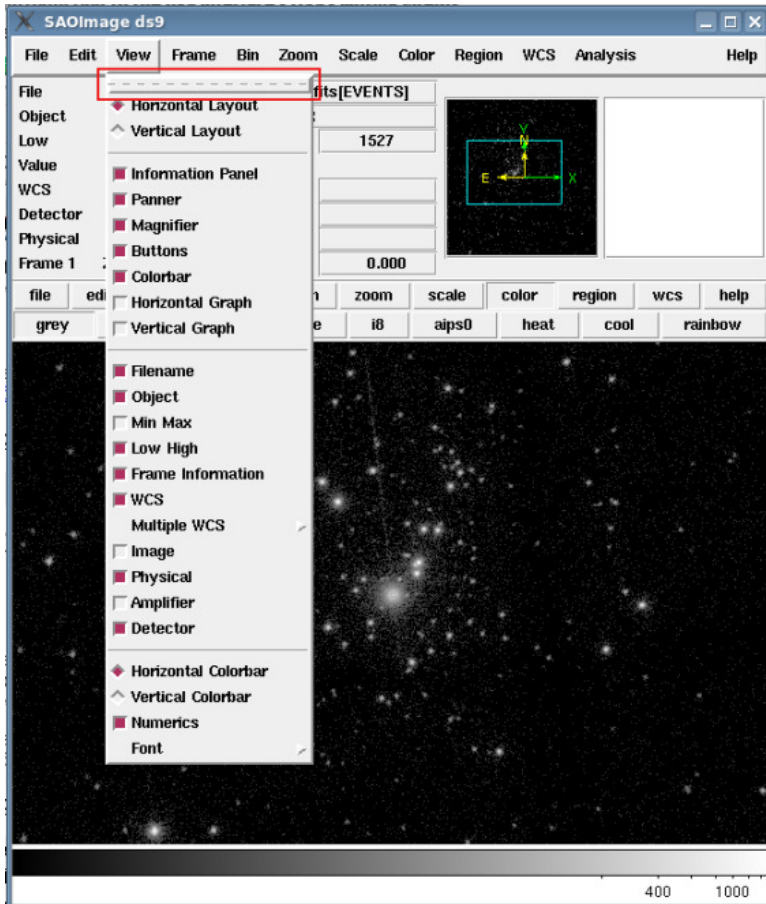 SAOImage ds9
File Edit View Frame Bin Zoom Scale Color Region WCS Analysis Help
File fits[EVENTS]
Object
Low 1527
Value
WCS
Detector
Physical
Frame 1 0.000
Horizontal Layout
Vertical Layout
Information Panel
Panner
Magnifier
Buttons
Colorbar
Horizontal Graph
Vertical Graph
Filename
Object
Min Max
Low High
Frame Information
WCS
Multiple WCS
Image
Physical
Amplifier
Detector
Horizontal Colorbar
Vertical Colorbar
Numerics
Font
Y
N
E X
file zoom scale color region wcs help
grey i8 aips0 heat cool rainbow
400 1000